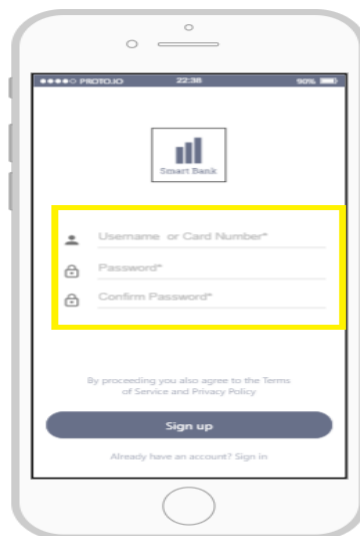 PROTO.IO 22:38 90%
Smart Bank
Username or Card Number*
Password*
Confirm Password*
By proceeding you also agree to the Terms
of Service and Privacy Policy
Sign up
Already have an account? Sign in